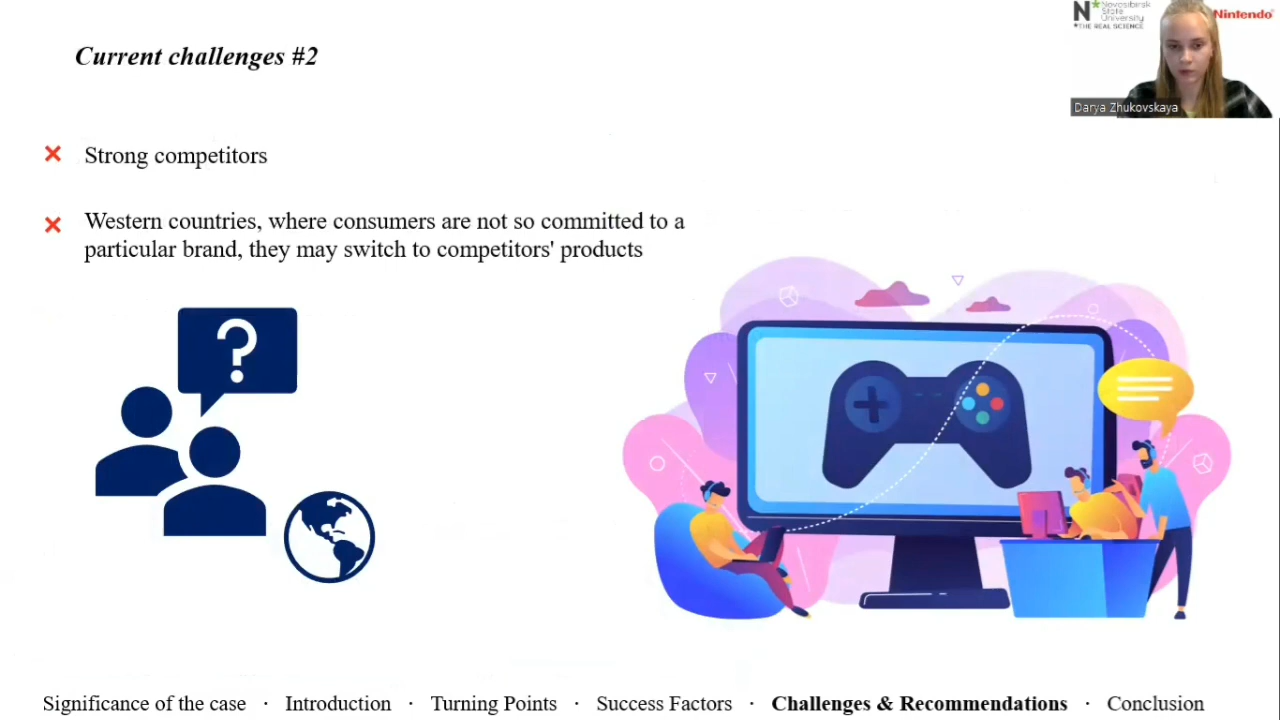 Novosibirsk
State
University
*THE REAL SCIENCE
Nintendo
Current challenges #2
Darya Zhukovskaya
Strong competitors
Western countries, where consumers are not so committed to a
particular brand, they may switch to competitors' products
?
Significance of the case · Introduction · Turning Points · Success Factors · Challenges & Recommendations · Conclusion